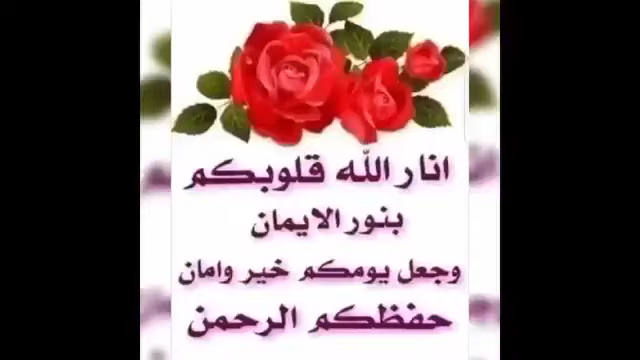 انار الله قلوبكم
بنور الايمان
وجعل يومكم خير وامان
حفظكم الرحمن